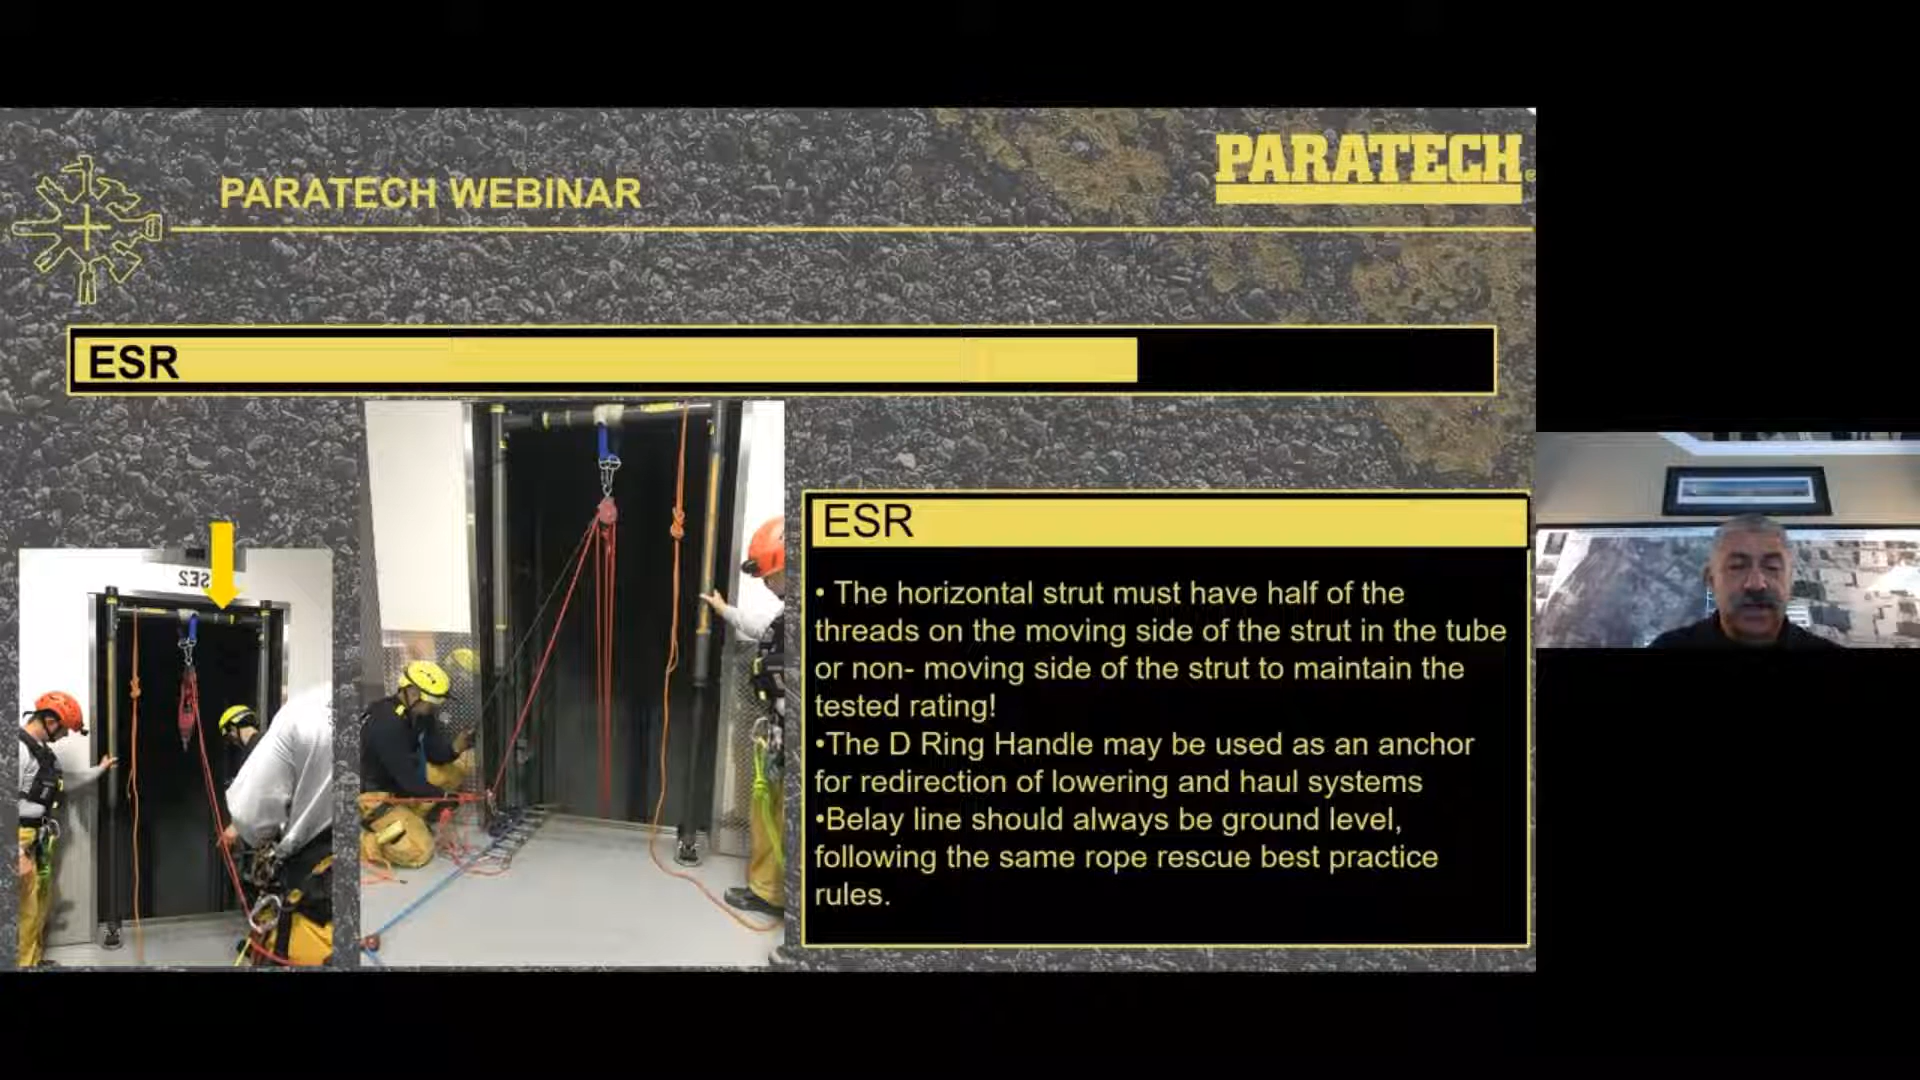 PARATECH
PARATECH WEBINAR
ESR
SE2
ESR
• The horizontal strut must have half of the
threads on the moving side of the strut in the tube
or non- moving side of the strut to maintain the
tested rating!
•The D Ring Handle may be used as an anchor
for redirection of lowering and haul systems
•Belay line should always be ground level,
following the same rope rescue best practice
rules.